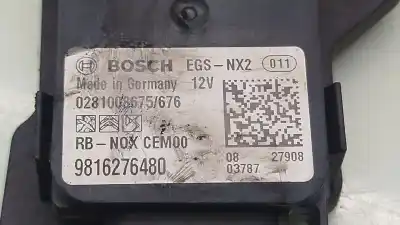 BOSCH EGS-NX2 011
Made in Germany 12V
0281008675/676
RB-NOX CEM00
9816276480
08 27908
03787